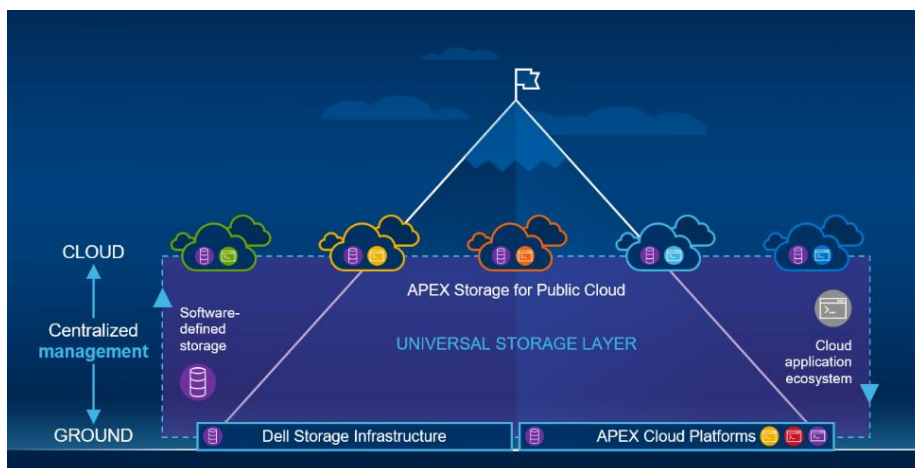 CLOUD
Centralized
management
GROUND
Software-
defined
storage
APEX Storage for Public Cloud
UNIVERSAL STORAGE LAYER
Cloud
application
ecosystem
Dell Storage Infrastructure
APEX Cloud Platforms